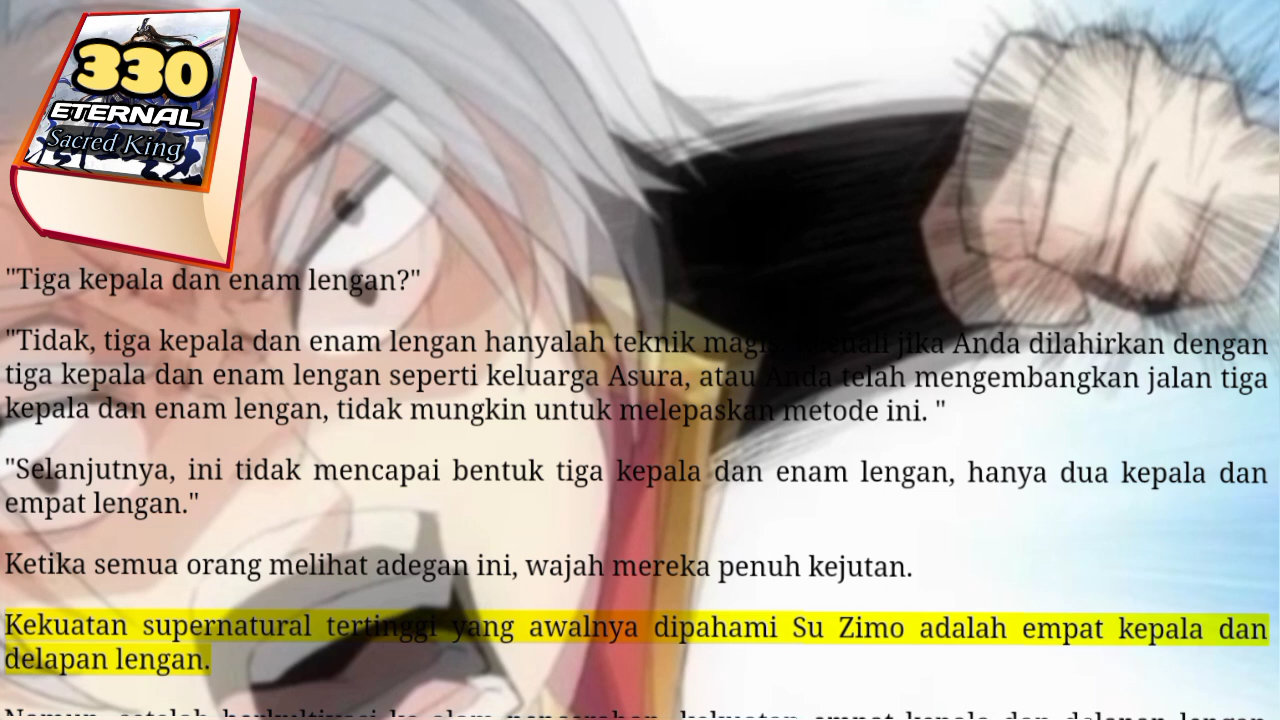 330
ETERNAL
Sacred King
"Tiga kepala dan enam lengan?"
"Tidak, tiga kepala dan enam lengan hanyalah teknik magis. Kecuali jika Anda dilahirkan dengan
tiga kepala dan enam lengan seperti keluarga Asura, atau Anda telah mengembangkan jalan tiga
kepala dan enam lengan, tidak mungkin untuk melepaskan metode ini. "
"Selanjutnya, ini tidak mencapai bentuk tiga kepala dan enam lengan, hanya dua kepala dan
empat lengan."
Ketika semua orang melihat adegan ini, wajah mereka penuh kejutan.
Kekuatan supernatural tertinggi yang awalnya dipahami Su Zimo adalah empat kepala dan
delapan lengan.